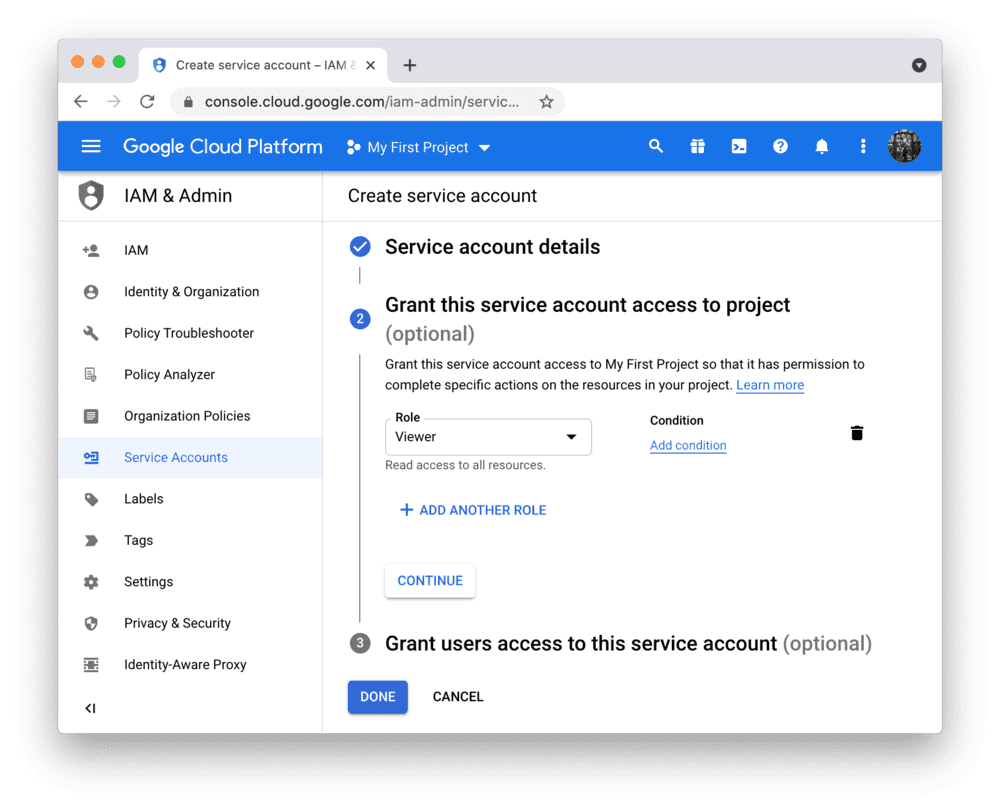 Create service account – IAM &
console.cloud.google.com/iam-admin/servic...
Google Cloud Platform
My First Project
IAM & Admin
Create service account
IAM
Identity & Organization
Policy Troubleshooter
Policy Analyzer
Organization Policies
Service Accounts
Labels
Tags
Settings
Privacy & Security
Identity-Aware Proxy
Service account details
2
Grant this service account access to project
(optional)
Grant this service account access to My First Project so that it has permission to
complete specific actions on the resources in your project. Learn more
Role
Viewer
Read access to all resources.
Condition
Add condition
ADD ANOTHER ROLE
CONTINUE
3
Grant users access to this service account (optional)
DONE
CANCEL